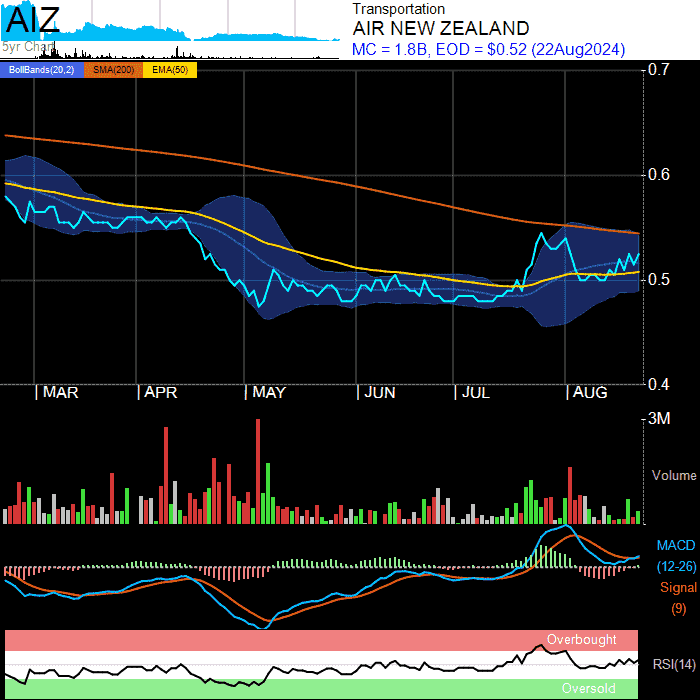 AIZ
5yr Chart
Transportation
AIR NEW ZEALAND
MC = 1.8B, EOD = $0.52 (22Aug2024)
BollBands(20,2) SMA(200) EMA(50)
0.7
0.6
0.5
0.4
| MAR | APR | MAY | JUN | JUL | AUG
3M
Volume
MACD
(12-26)
Signal
(9)
Overbought
RSI(14)
Oversold